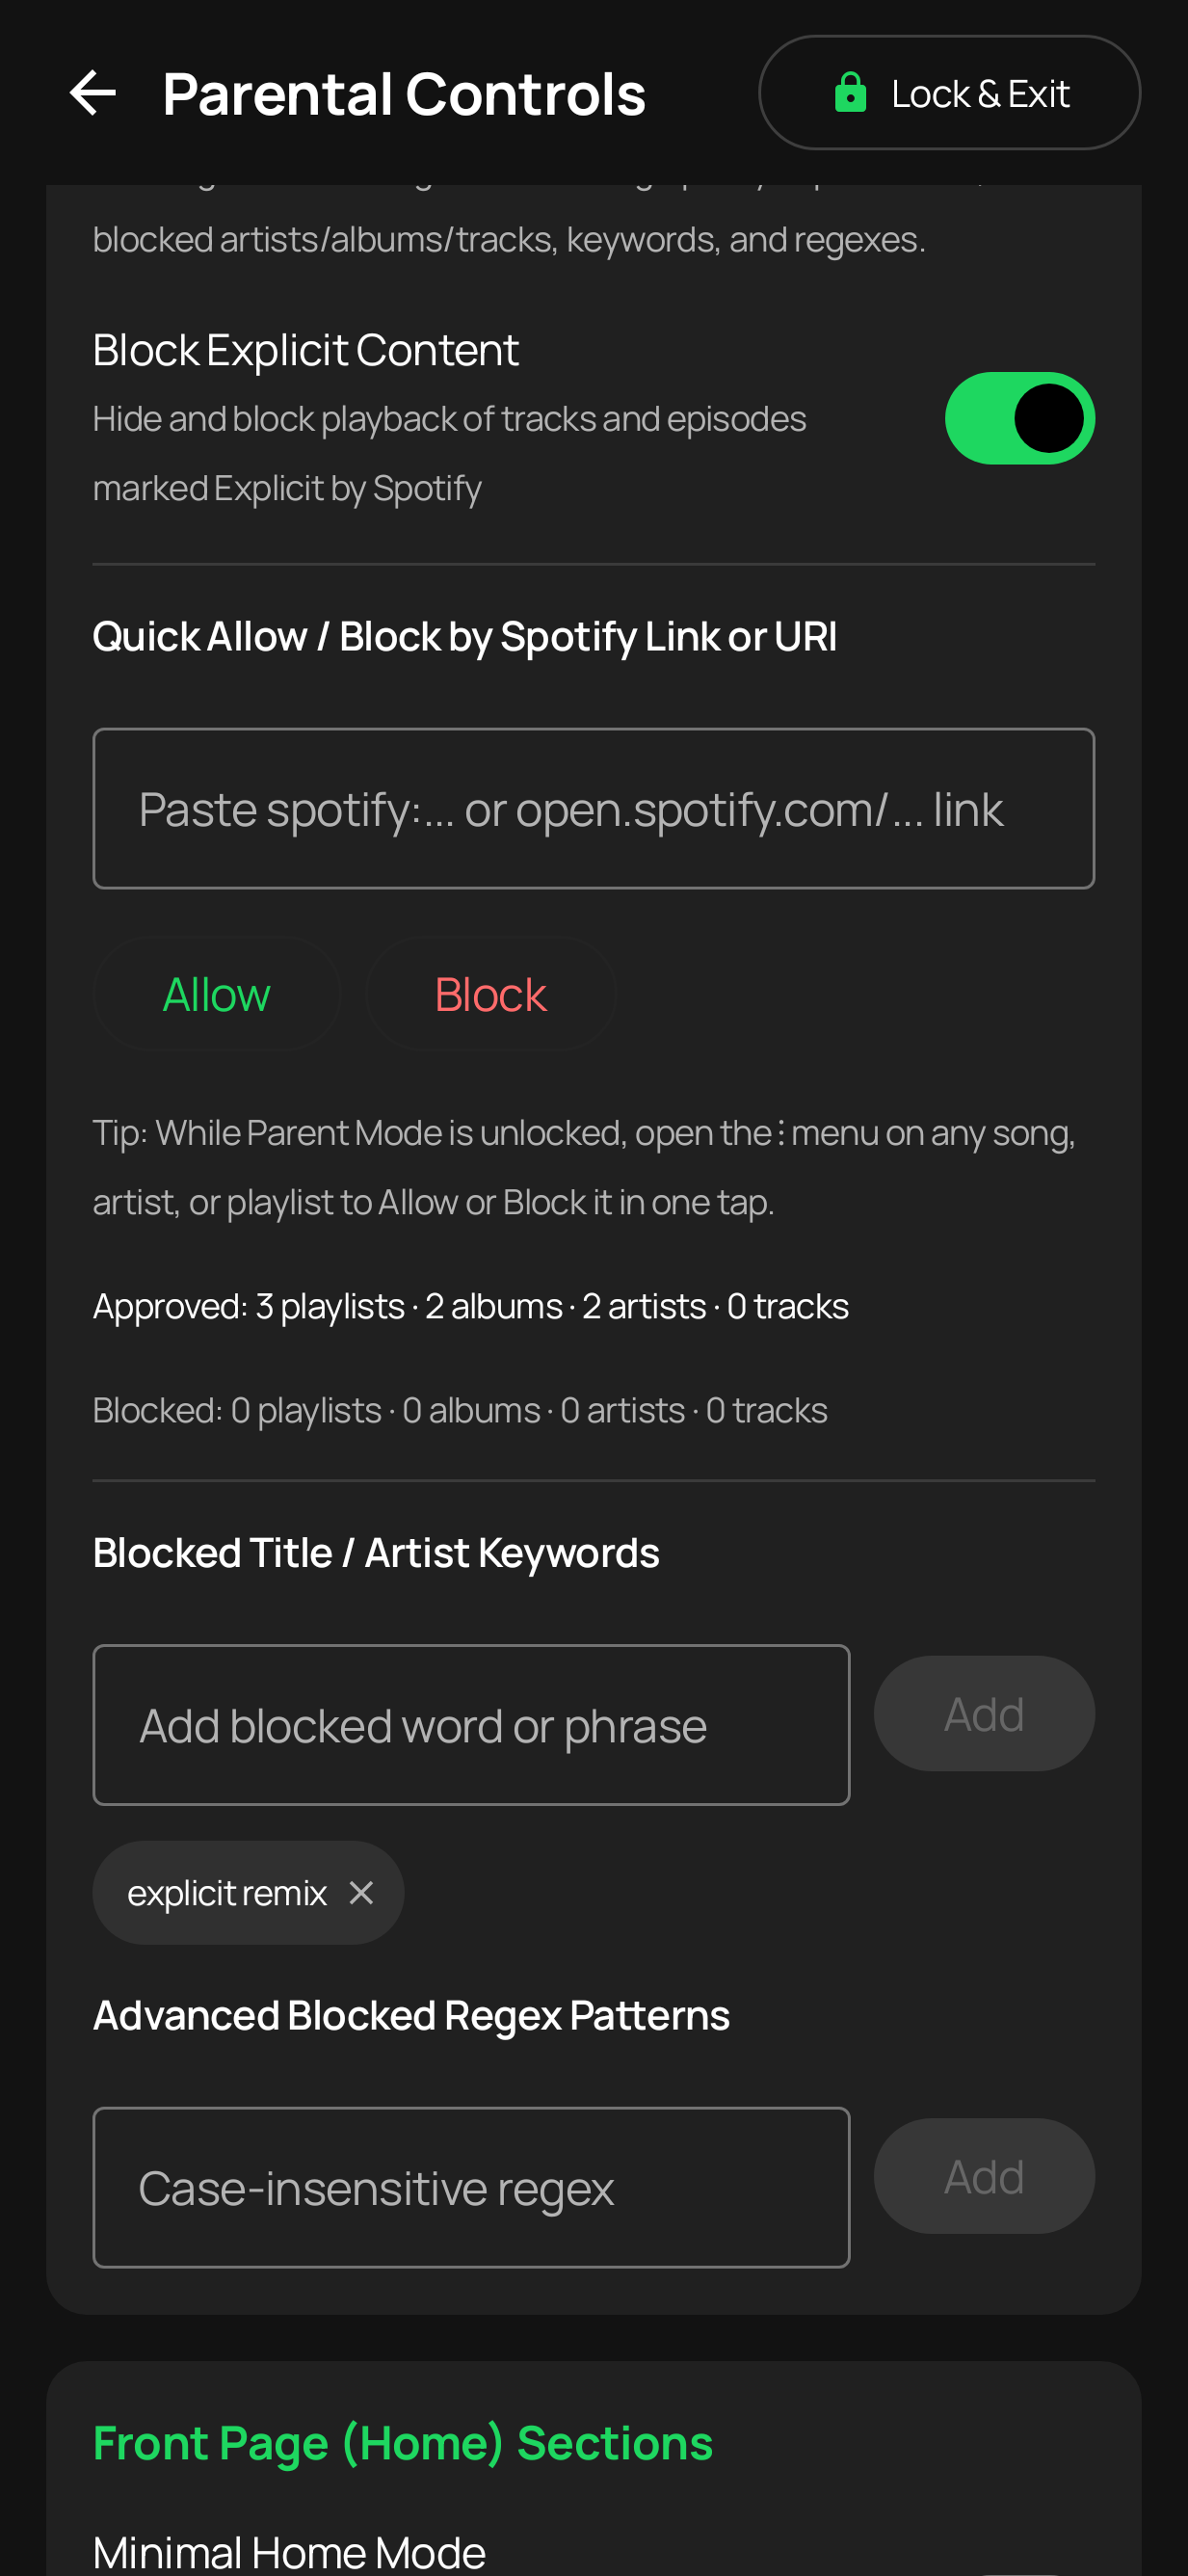 Parental Controls
Lock & Exit
blocked artists/albums/tracks, keywords, and regexes.
Block Explicit Content
Hide and block playback of tracks and episodes
marked Explicit by Spotify
Quick Allow / Block by Spotify Link or URI
Paste spotify:... or open.spotify.com/... link
Allow
Block
Tip: While Parent Mode is unlocked, open the ⋮ menu on any song,
artist, or playlist to Allow or Block it in one tap.
Approved: 3 playlists · 2 albums · 2 artists · 0 tracks
Blocked: 0 playlists · 0 albums · 0 artists · 0 tracks
Blocked Title / Artist Keywords
Add blocked word or phrase
Add
explicit remix
Advanced Blocked Regex Patterns
Case-insensitive regex
Add
Front Page (Home) Sections
Minimal Home Mode